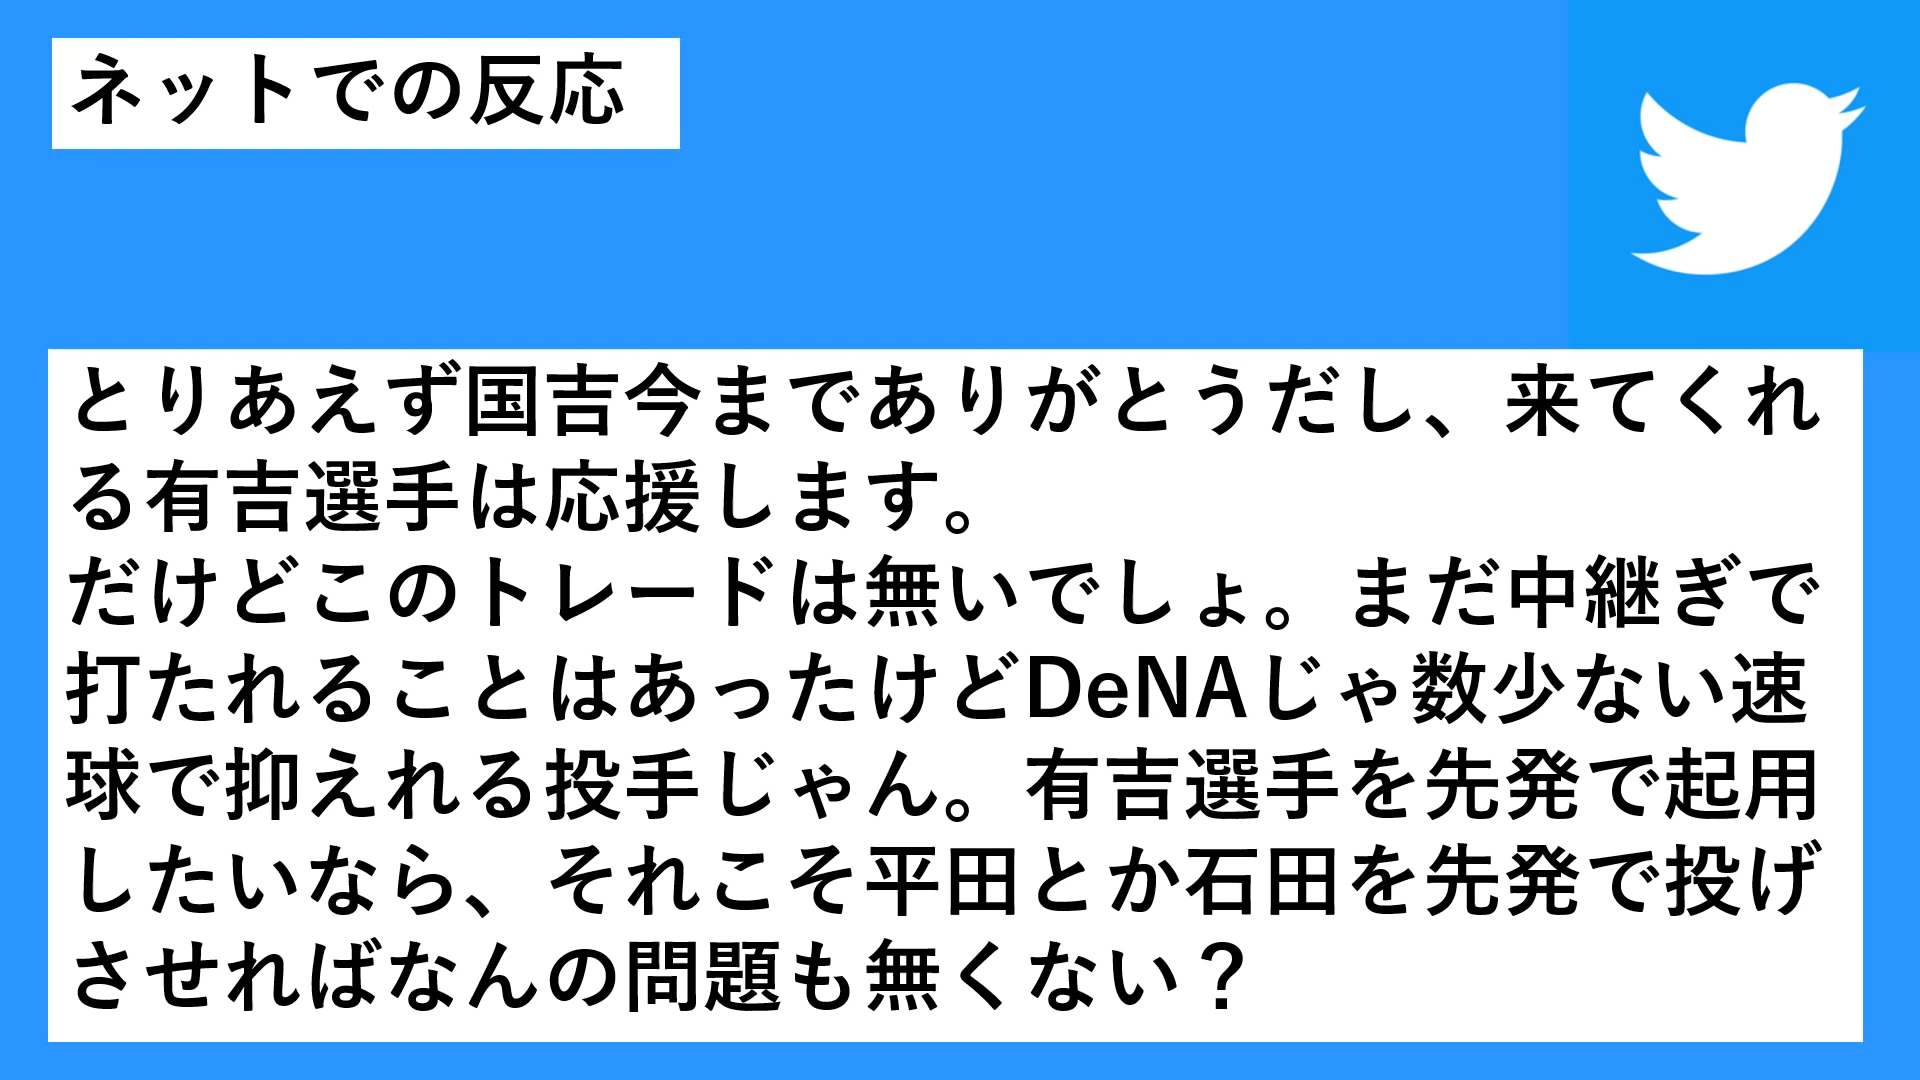 ネットでの反応
とりあえず国吉今までありがとうだし、来てくれ
る有吉選手は応援します。
だけどこのトレードは無いでしょ。まだ中継ぎで
打たれることはあったけどDeNAじゃ数少ない速
球で抑えれる投手じゃん。有吉選手を先発で起用
したいなら、それこそ平田とか石田を先発で投げ
させればなんの問題も無くない？